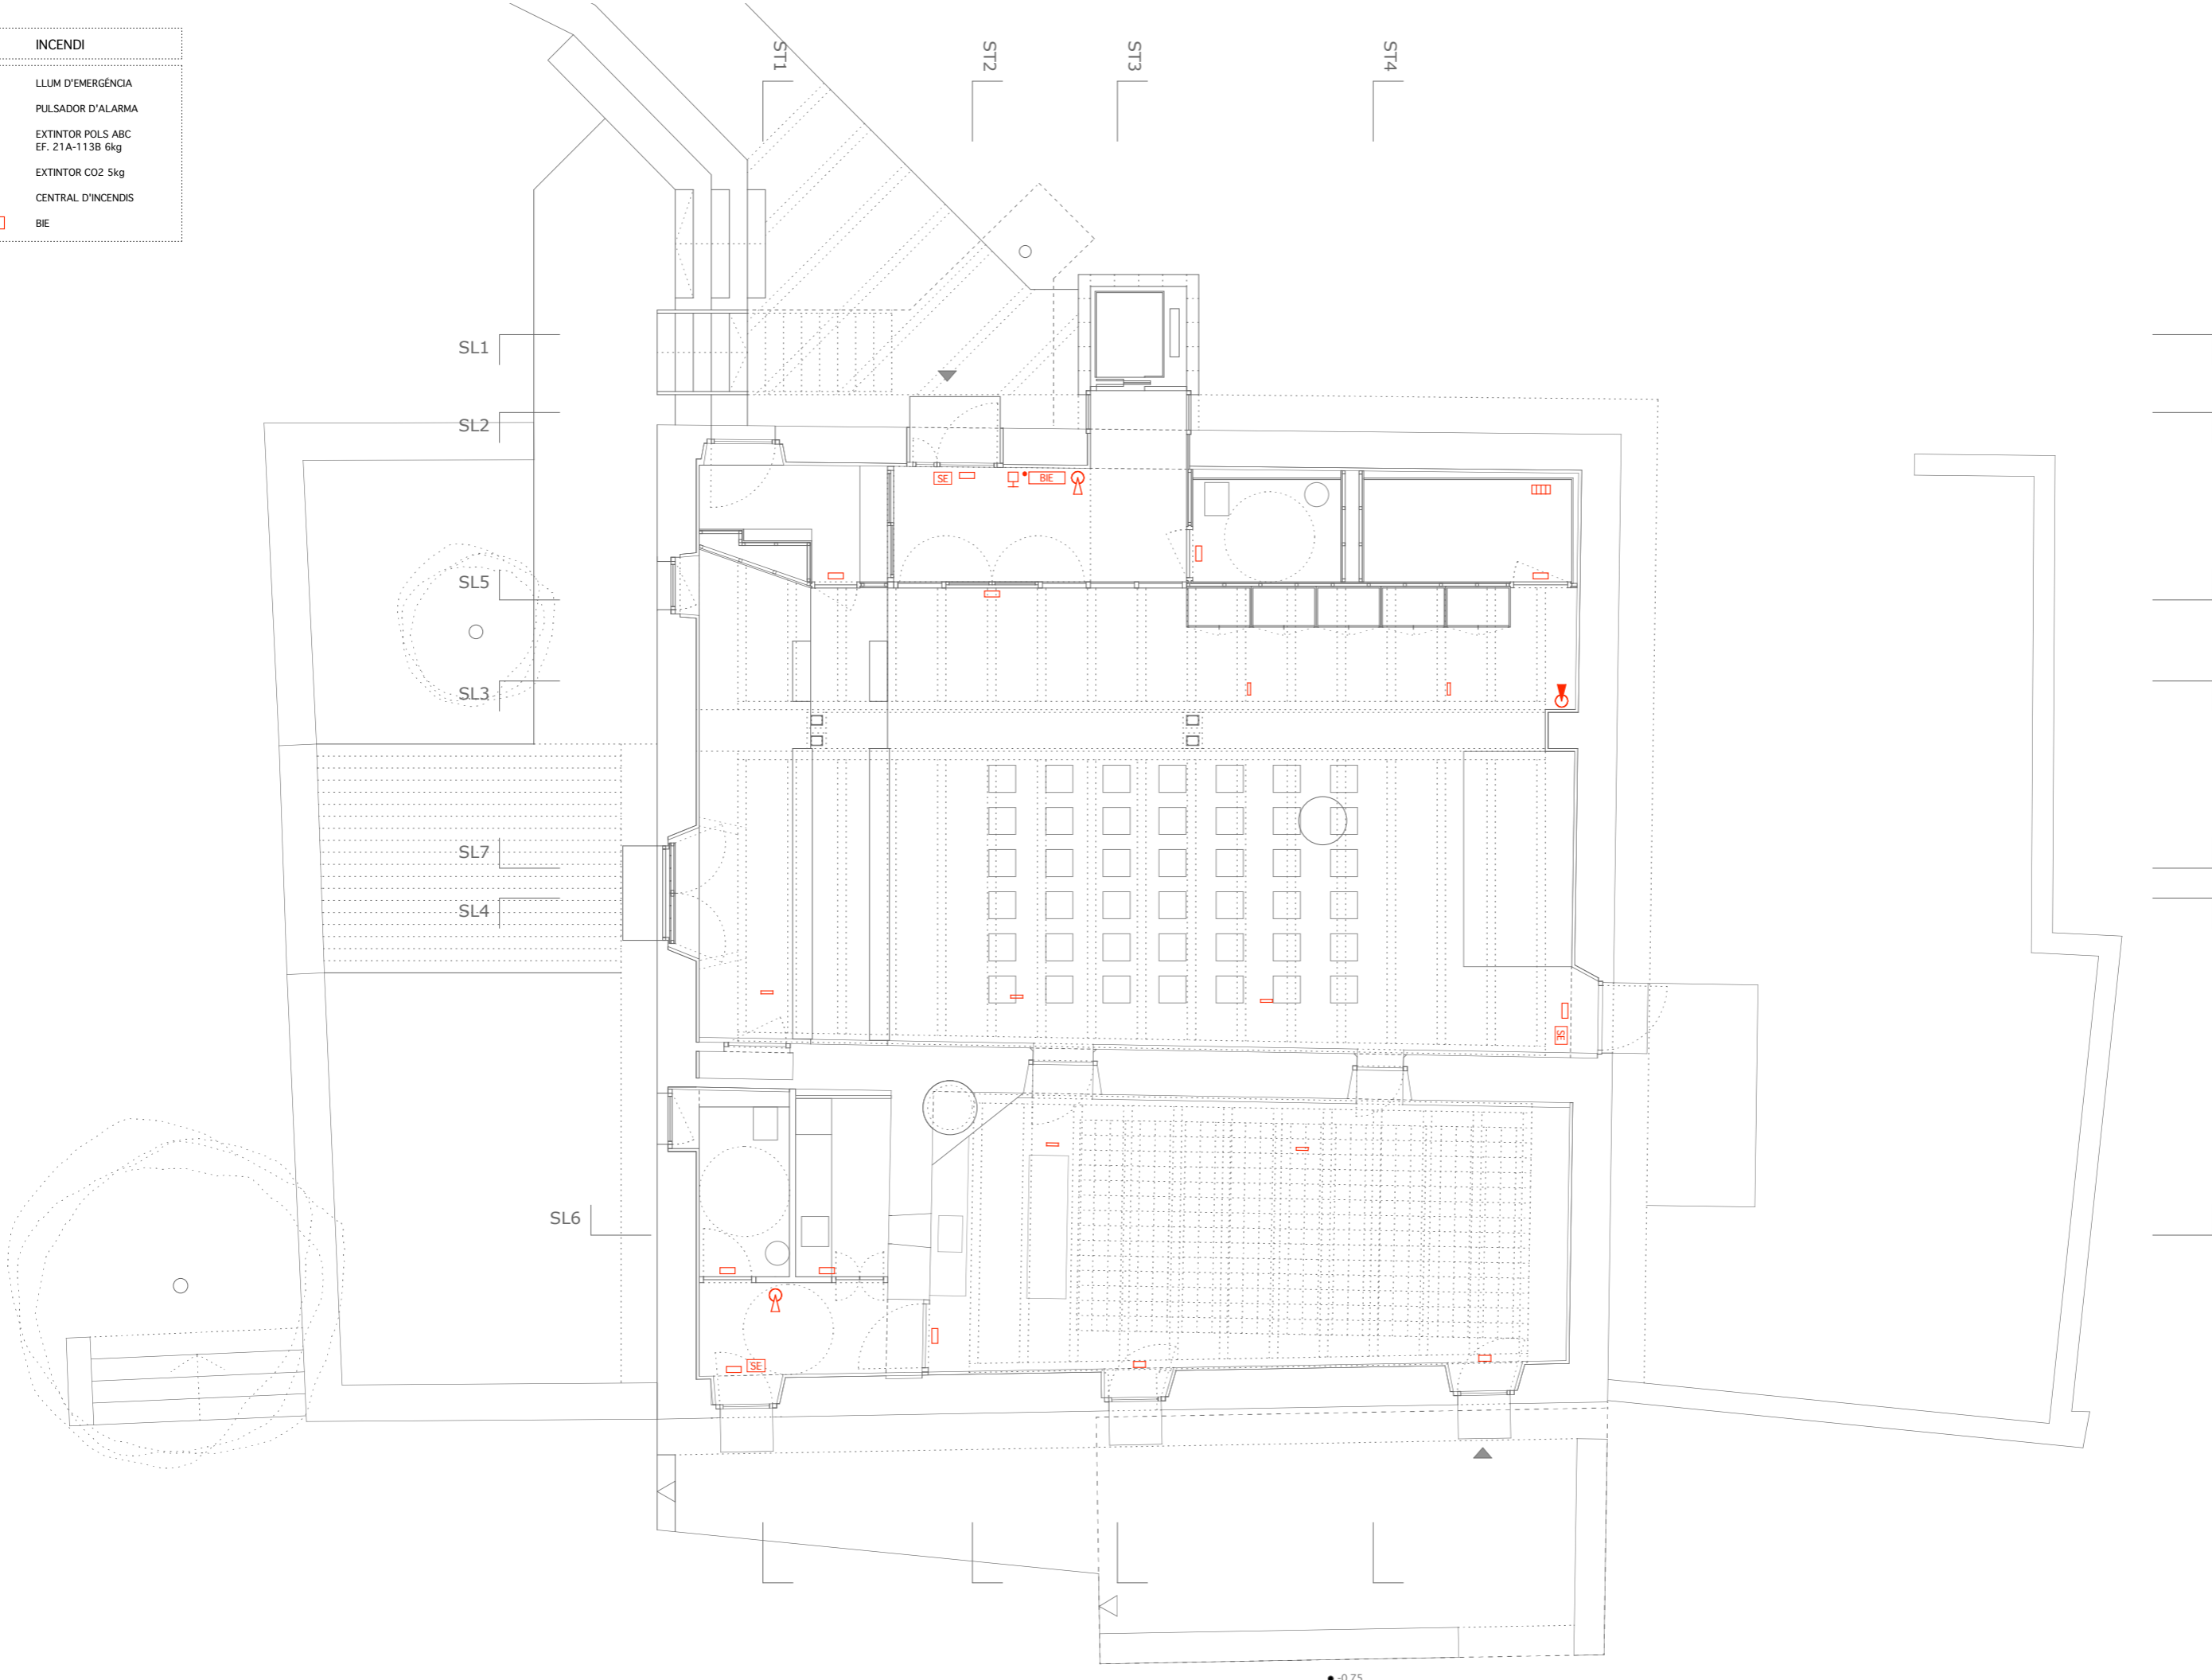 INCENDI
LLUM D'EMERGÉNCIA
PULSADOR D'ALARMA
EXTINTOR POLS ABC
EF. 21A-113B 6kg
EXTINTOR CO2 5kg
CENTRAL D'INCENDIS
BIE
ST1
ST2
ST3
ST4
SL1
SL2
SE
BIE
SL5
SL3
SL7
SL4
SE
SL6
SE
-0.75